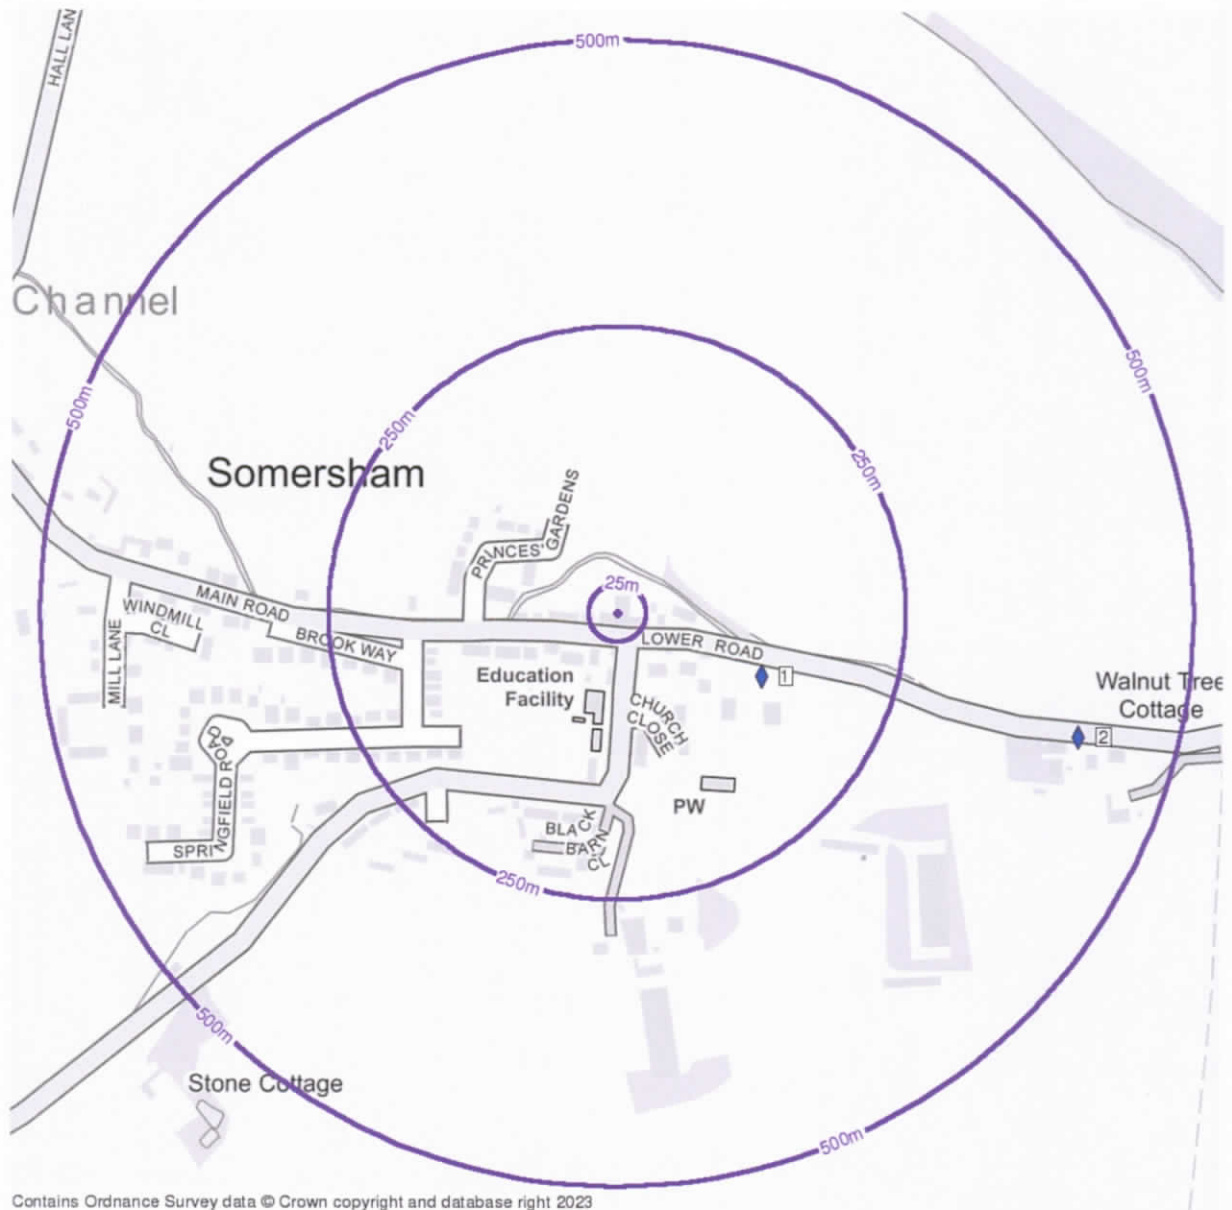 500m
HALL LAN
Channel
500m
500m
250m
250m
Somersham
PRINCES'
GARDENS
25m
MAIN ROAD
WINDMILL
CL
MILL LANE
BROOK WAY
LOWER ROAD
1
Education
Facility
CHURCH
CLOSE
Walnut Tree
Cottage
2
SPRINGFIELD ROAD
PW
BLACK
BARN
CL
250m
500m
Stone Cottage
500m
Contains Ordnance Survey data © Crown copyright and database right 2023